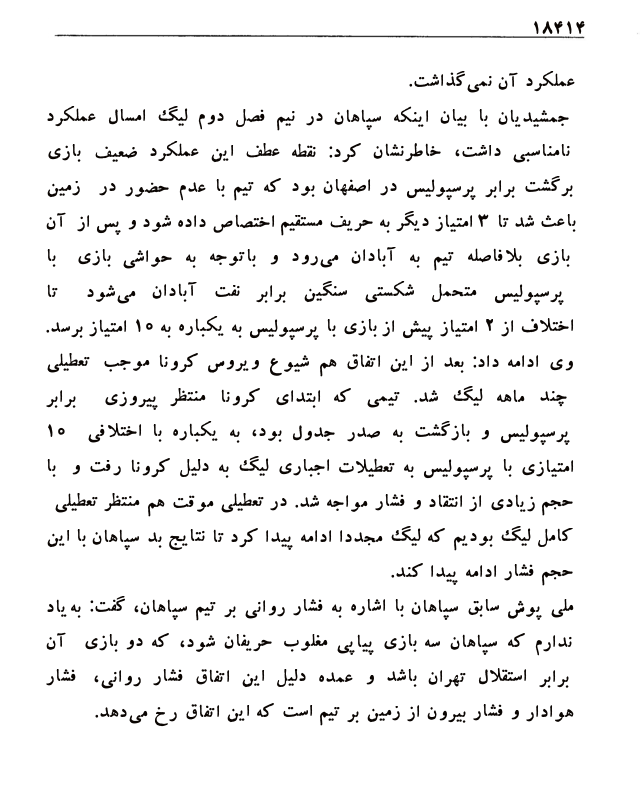 ۱۸۴۱۴
عملکرد آن نمی‌گذاشت.
جمشیدیان با بیان اینکه سپاهان در نیم فصل دوم لیگ امسال عملکرد
نامناسبی داشت، خاطرنشان کرد: نقطه عطف این عملکرد ضعیف بازی
برگشت برابر پرسپولیس در اصفهان بود که تیم با عدم حضور در زمین
باعث شد تا ۳ امتیاز دیگر به حریف مستقیم اختصاص داده شود و پس از آن
بازی بلافاصله تیم به آبادان می‌رود و باتوجه به حواشی بازی با
پرسپولیس متحمل شکستی سنگین برابر نفت آبادان می‌شود تا
اختلاف از ۲ امتیاز پیش از بازی با پرسپولیس به یکباره به ۱۵ امتیاز برسد.
وی ادامه داد: بعد از این اتفاق هم شیوع ویروس کرونا موجب تعطیلی
چند ماهه لیگ شد. تیمی که ابتدای کرونا منتظر پیروزی برابر
پرسپولیس و بازگشت به صدر جدول بود، به یکباره با اختلافی ۱۵
امتیازی با پرسپولیس به تعطیلات اجباری لیگ به دلیل کرونا رفت و با
حجم زیادی از انتقاد و فشار مواجه شد. در تعطیلی موقت هم منتظر تعطیلی
کامل لیگ بودیم که لیگ مجددا ادامه پیدا کرد تا نتایج بد سپاهان با این
حجم فشار ادامه پیدا کند.
ملی پوش سابق سپاهان با اشاره به فشار روانی بر تیم سپاهان، گفت: به یاد
ندارم که سپاهان سه بازی پیاپی مغلوب حریفان شود، که دو بازی آن
برابر استقلال تهران باشد و عمده دلیل این اتفاق فشار روانی، فشار
هوادار و فشار بیرون از زمین بر تیم است که این اتفاق رخ می‌دهد.